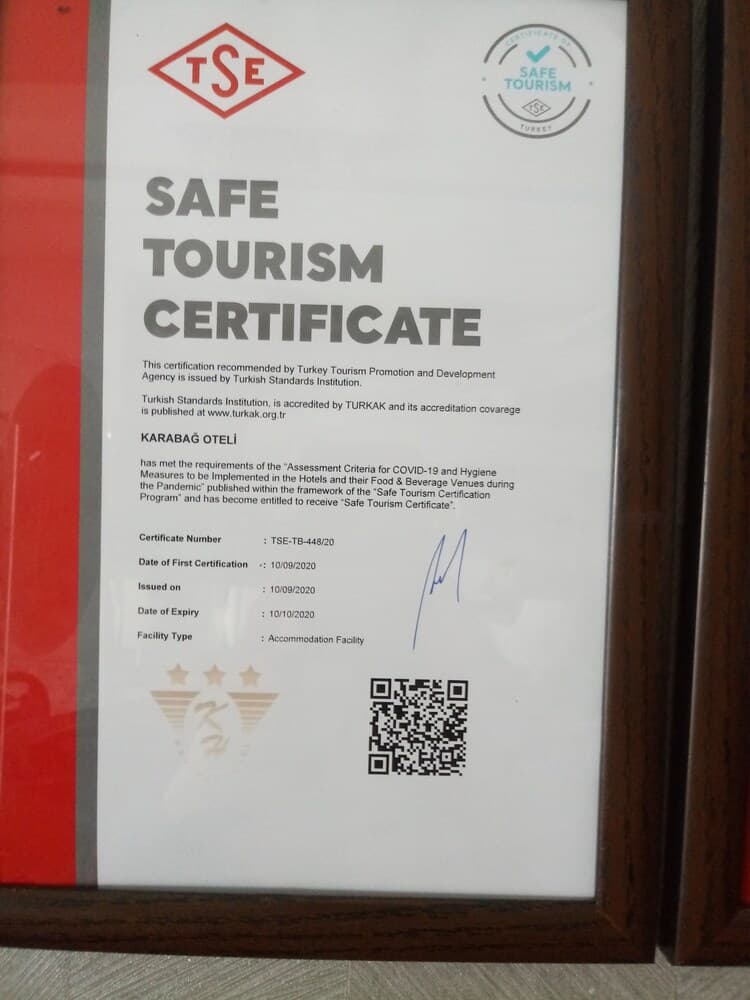 TSE
CERTIFICATE OF
SAFE
TOURISM
TSE
TURKEY
SAFE
TOURISM
CERTIFICATE
This certification recommended by Turkey Tourism Promotion and Development
Agency is issued by Turkish Standards Institution.
Turkish Standards Institution, is accredited by TURKAK and its accreditation covarege
is published at www.turkak.org.tr
KARABAĞ OTELİ
has met the requirements of the “Assessment Criteria for COVID-19 and Hygiene
Measures to be Implemented in the Hotels and their Food & Beverage Venues during
the Pandemic” published within the framework of the “Safe Tourism Certification
Program” and has become entitled to receive “Safe Tourism Certificate”.
Certificate Number : TSE-TB-448/20
Date of First Certification : 10/09/2020
Issued on : 10/09/2020
Date of Expiry : 10/10/2020
Facility Type : Accommodation Facility
K
H